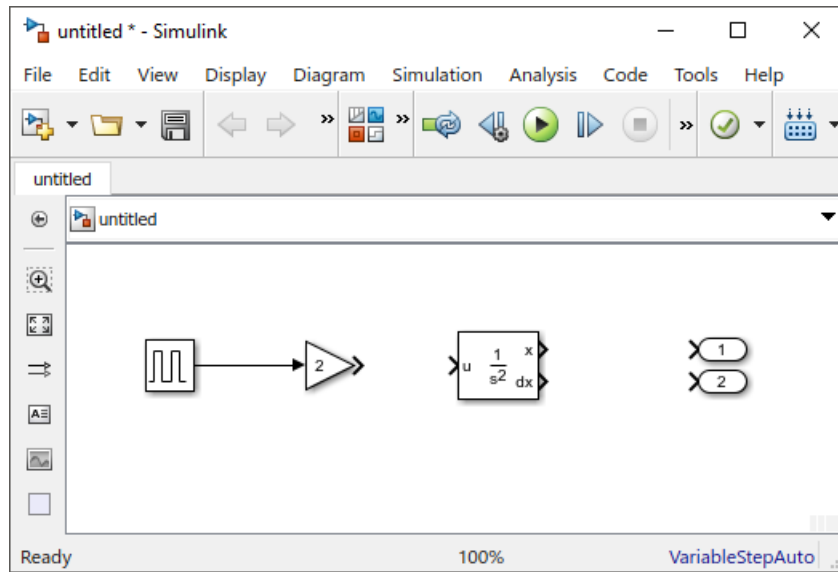 untitled * - Simulink
File Edit View Display Diagram Simulation Analysis Code Tools Help
untitled
untitled
2
u 1/s² x dx
1
2
Ready 100% VariableStepAuto